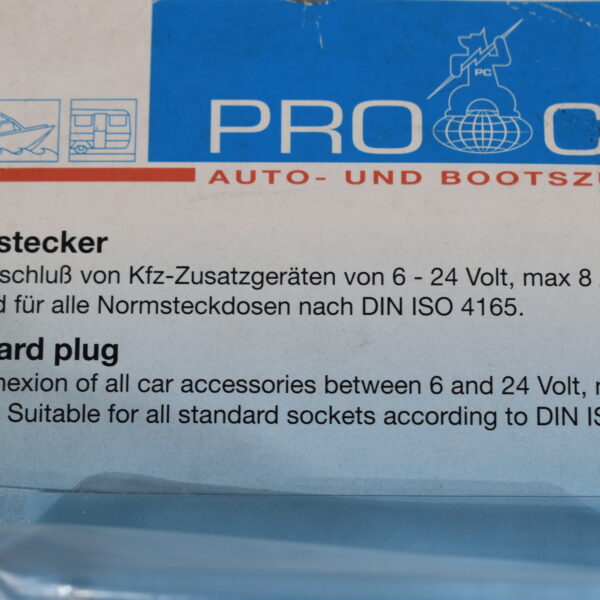 PC
PRO C
AUTO- UND BOOTSZU
stecker
schluß von Kfz-Zusatzgeräten von 6 - 24 Volt, max 8
für alle Normsteckdosen nach DIN ISO 4165.
ard plug
nexion of all car accessories between 6 and 24 Volt,
Suitable for all standard sockets according to DIN IS